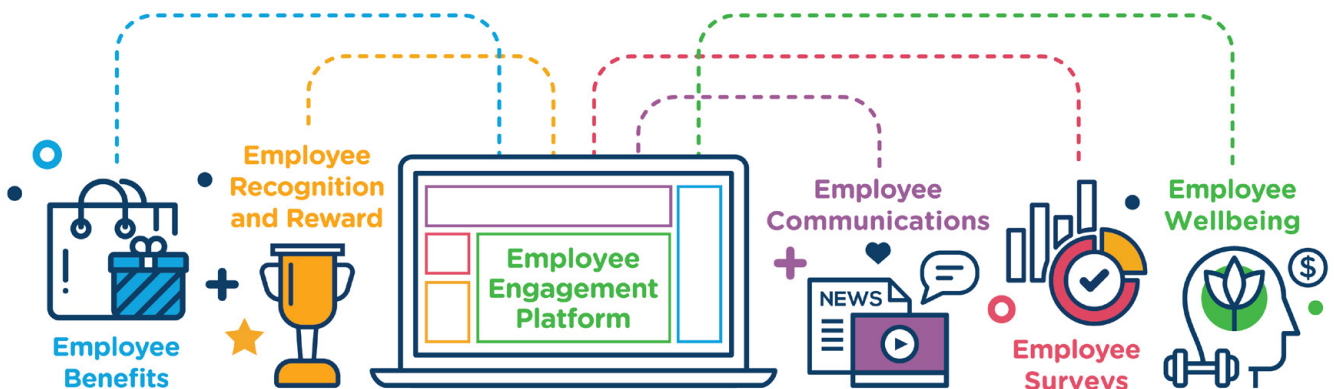 Employee
Benefits
Employee
Recognition
and Reward
Employee
Engagement
Platform
Employee
Communications
NEWS
Employee
Surveys
Employee
Wellbeing
$